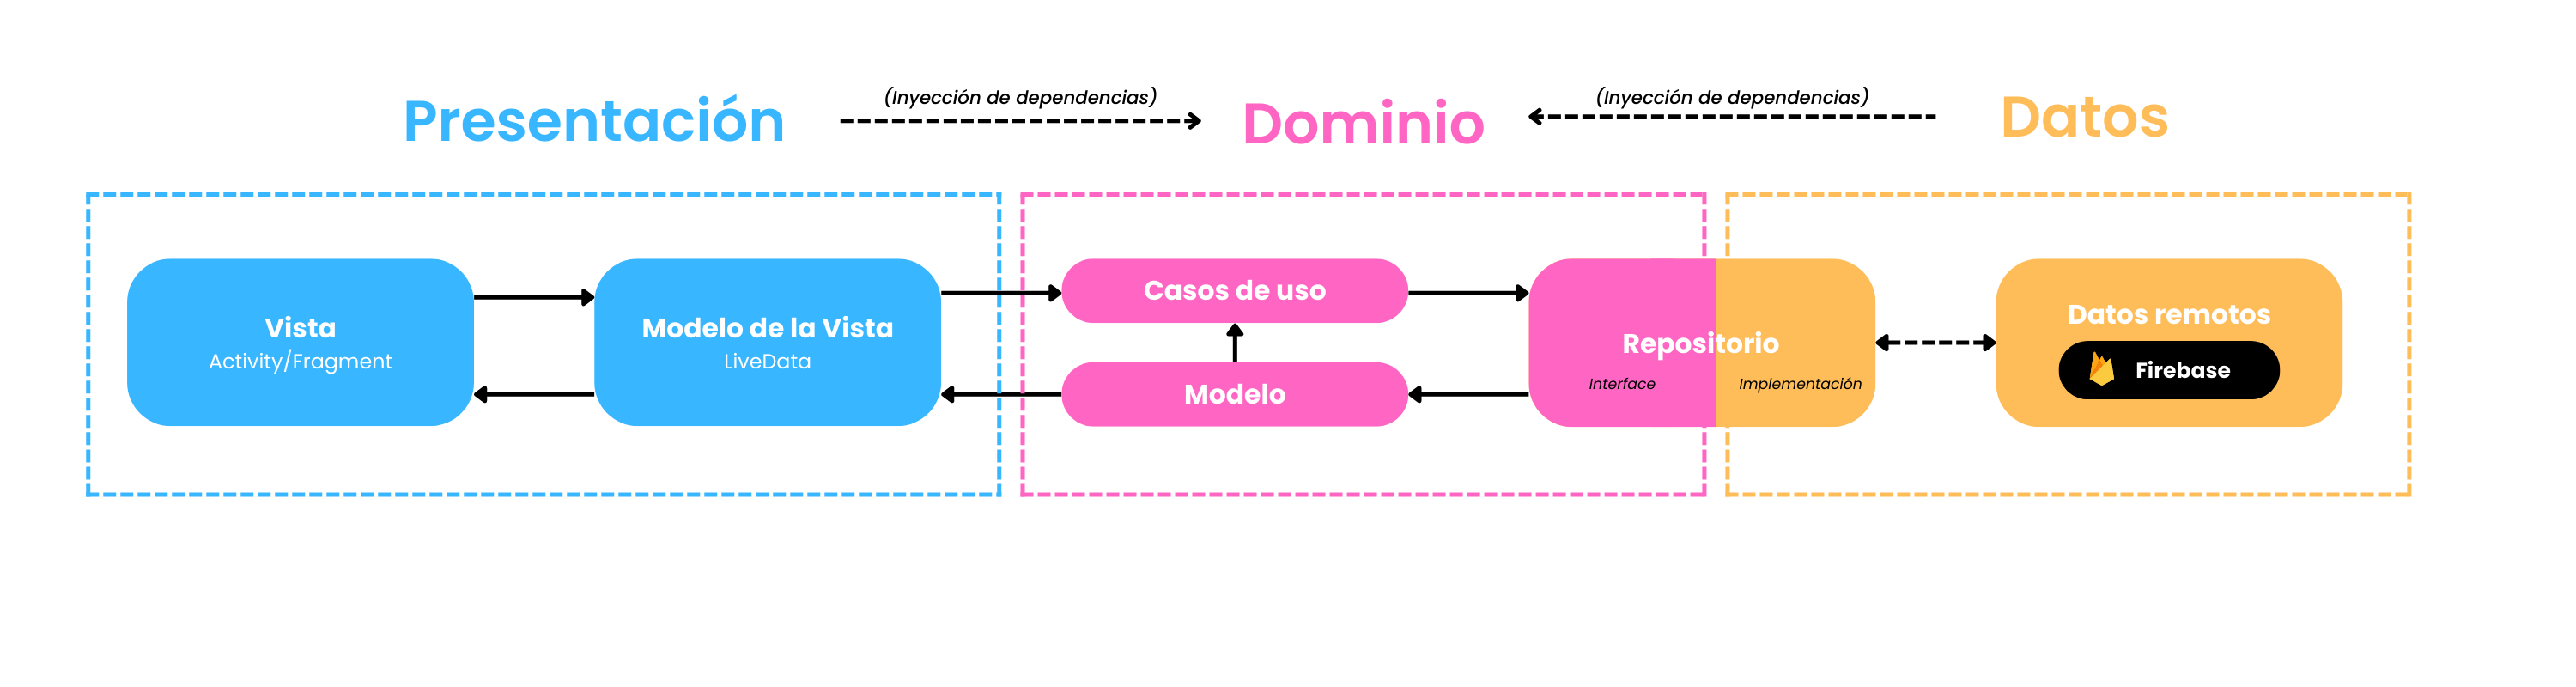 Presentación
(Inyección de dependencias)
Dominio
(Inyección de dependencias)
Datos
Vista
Activity/Fragment
Modelo de la Vista
LiveData
Casos de uso
Modelo
Repositorio
Interface
Implementación
Datos remotos
Firebase